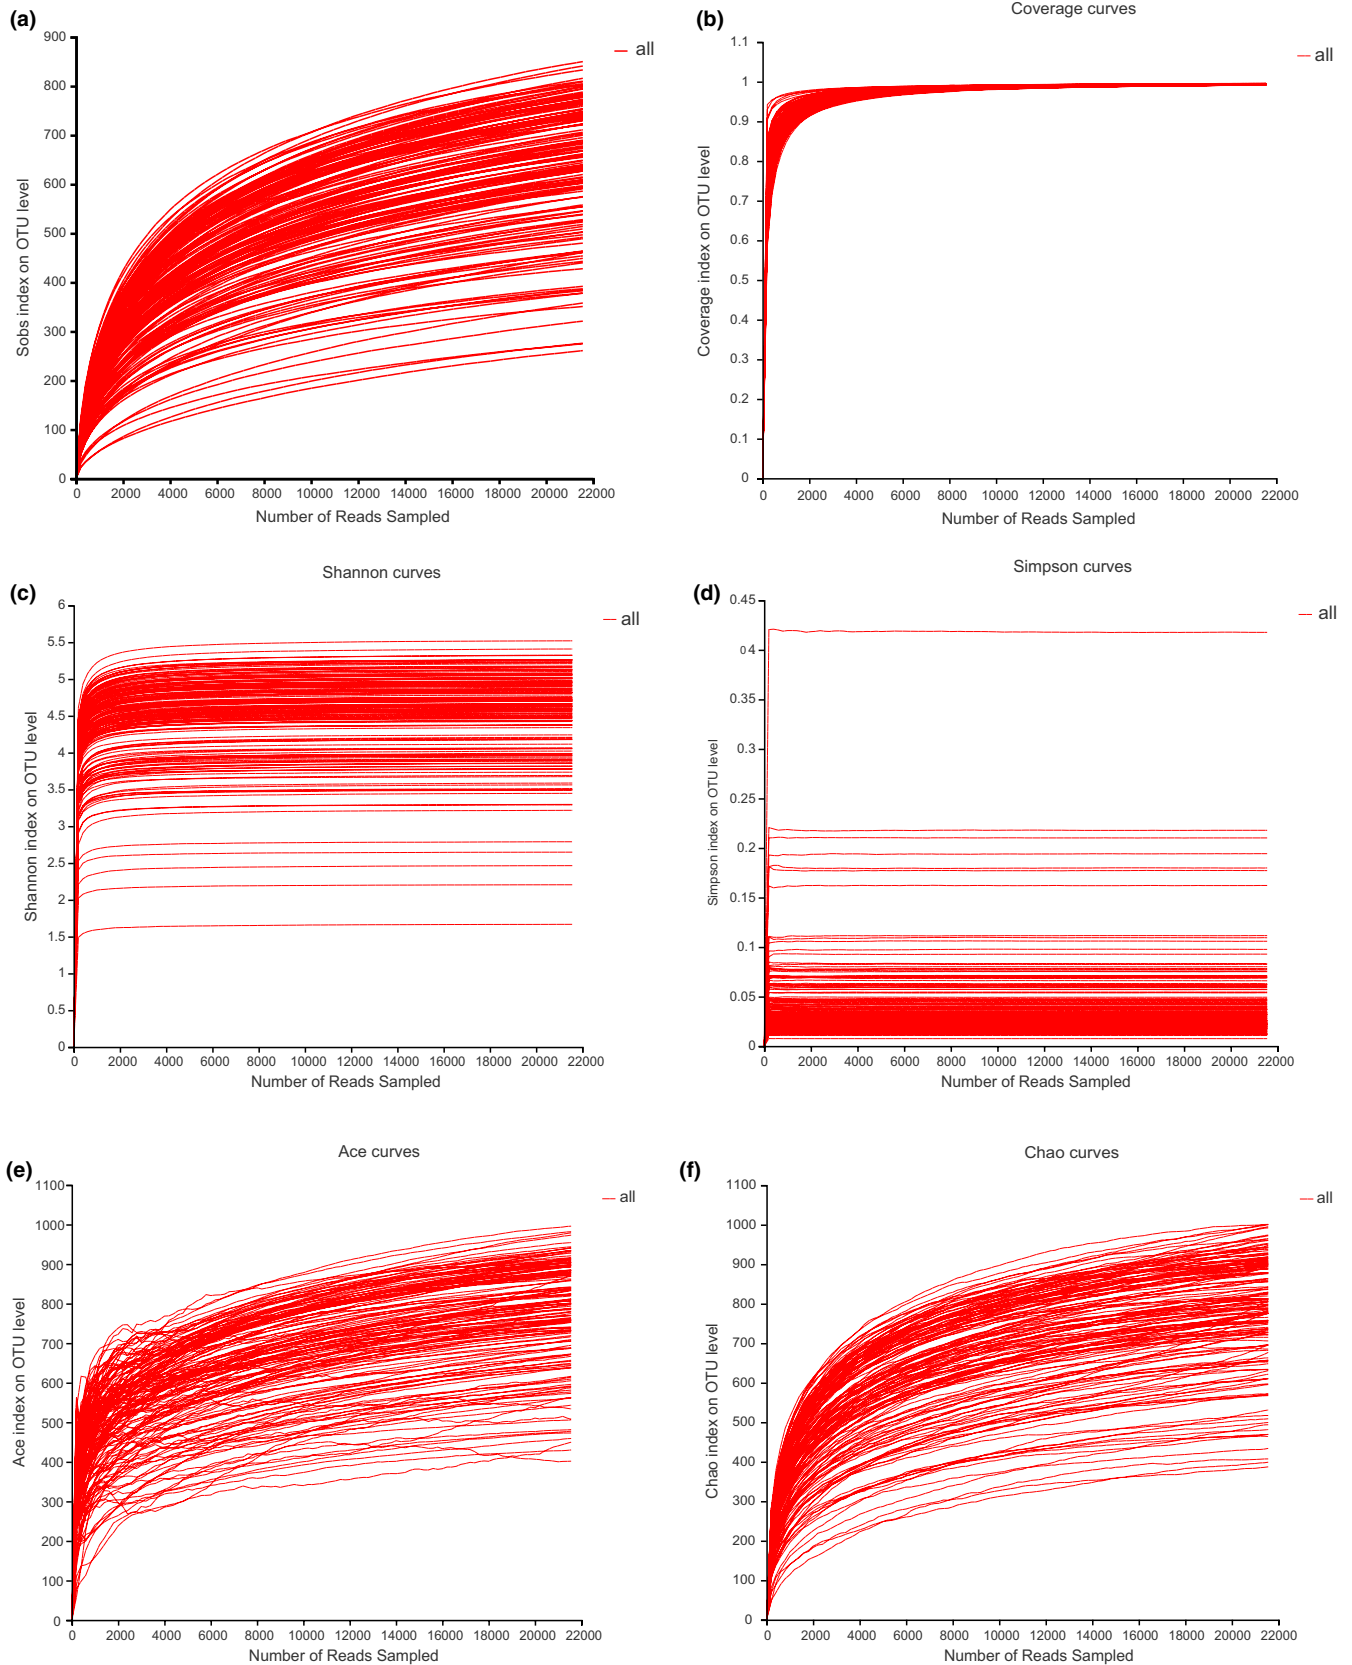 (a)
900
800
700
600
500
400
300
200
100
0
Sobs index on OTU level
0 2000 4000 6000 8000 10000 12000 14000 16000 18000 20000 22000
Number of Reads Sampled
all
(b)
Coverage curves
1.1
1
0.9
0.8
0.7
0.6
0.5
0.4
0.3
0.2
0.1
0
Coverage index on OTU level
0 2000 4000 6000 8000 10000 12000 14000 16000 18000 20000 22000
Number of Reads Sampled
all
(c)
Shannon curves
6
5.5
5
4.5
4
3.5
3
2.5
2
1.5
1
0.5
0
Shannon index on OTU level
0 2000 4000 6000 8000 10000 12000 14000 16000 18000 20000 22000
Number of Reads Sampled
all
(d)
Simpson curves
0.45
0.4
0.35
0.3
0.25
0.2
0.15
0.1
0.05
0
Simpson index on OTU level
0 2000 4000 6000 8000 10000 12000 14000 16000 18000 20000 22000
Number of Reads Sampled
all
(e)
Ace curves
1100
1000
900
800
700
600
500
400
300
200
100
0
Ace index on OTU level
0 2000 4000 6000 8000 10000 12000 14000 16000 18000 20000 22000
Number of Reads Sampled
all
(f)
Chao curves
1100
1000
900
800
700
600
500
400
300
200
100
0
Chao index on OTU level
0 2000 4000 6000 8000 10000 12000 14000 16000 18000 20000 22000
Number of Reads Sampled
all